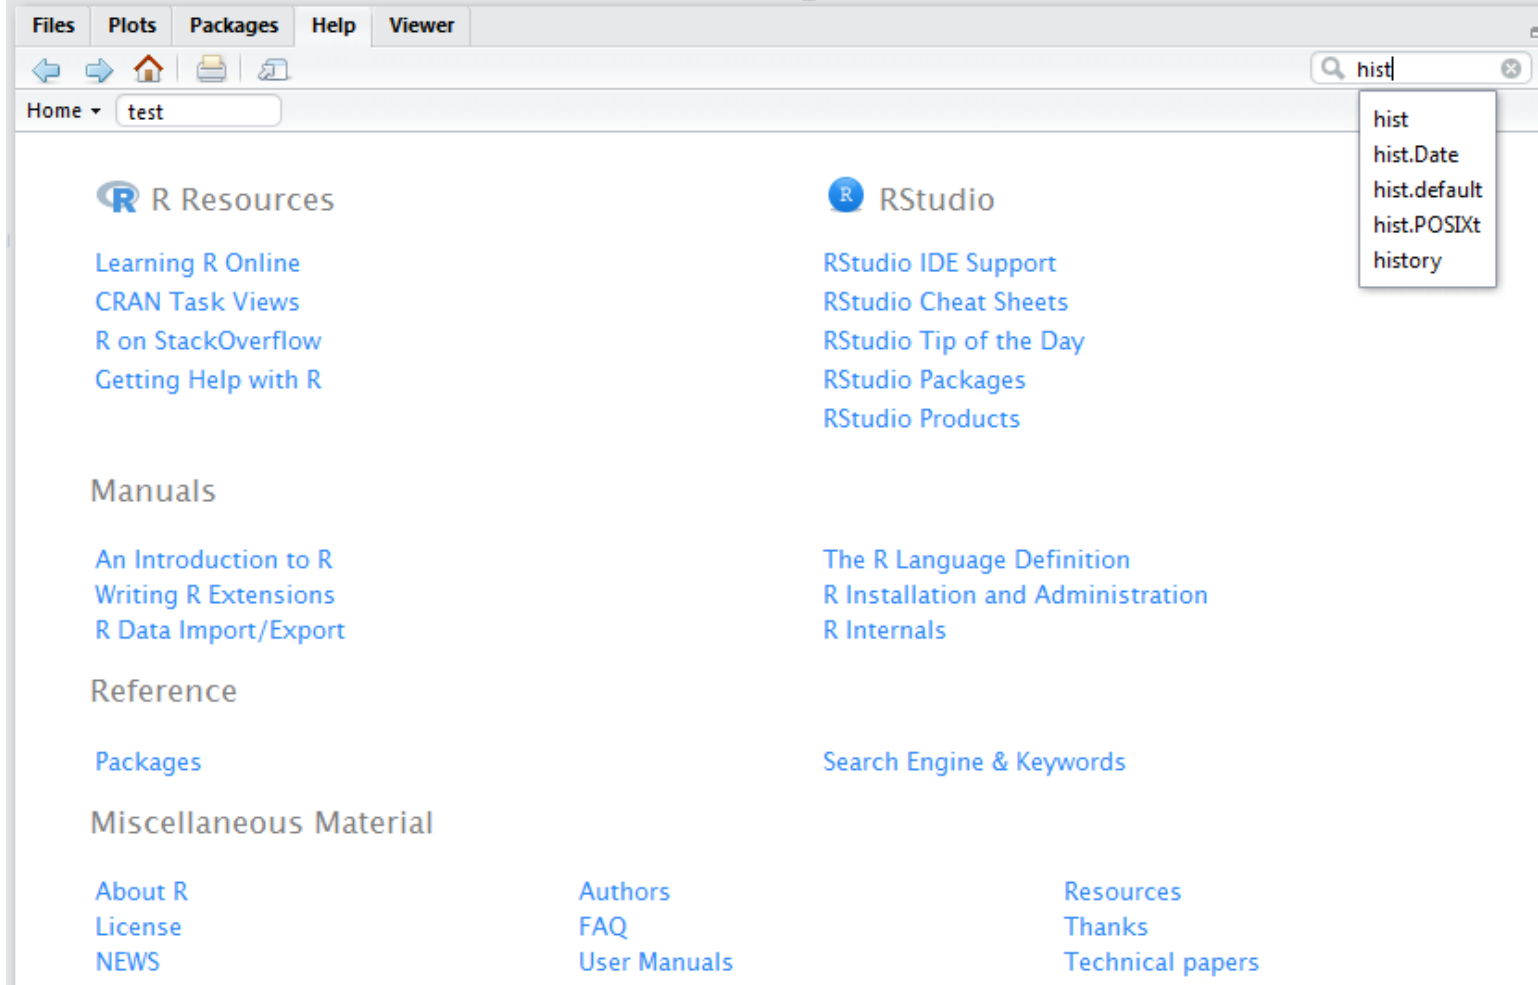 Files Plots Packages Help Viewer
hist
Home test
hist
hist.Date
hist.default
hist.POSIXt
history
R R Resources
Learning R Online
CRAN Task Views
R on StackOverflow
Getting Help with R
R RStudio
RStudio IDE Support
RStudio Cheat Sheets
RStudio Tip of the Day
RStudio Packages
RStudio Products
Manuals
An Introduction to R
Writing R Extensions
R Data Import/Export
The R Language Definition
R Installation and Administration
R Internals
Reference
Packages
Search Engine & Keywords
Miscellaneous Material
About R
License
NEWS
Authors
FAQ
User Manuals
Resources
Thanks
Technical papers